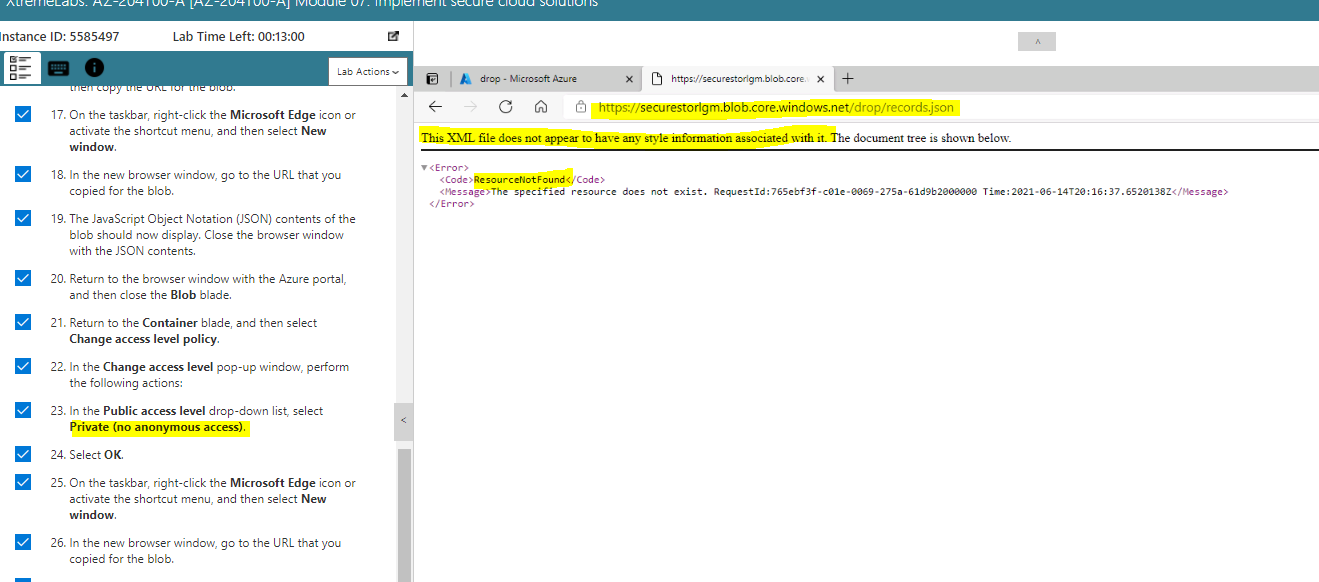 XtremeLabs: AZ-204T00-A [AZ-204T00-A] Module 07: Implement secure cloud solutions
Instance ID: 5585497
Lab Time Left: 00:13:00
Lab Actions
then copy the URL for the blob.
17. On the taskbar, right-click the Microsoft Edge icon or
activate the shortcut menu, and then select New
window.
18. In the new browser window, go to the URL that you
copied for the blob.
19. The JavaScript Object Notation (JSON) contents of the
blob should now display. Close the browser window
with the JSON contents.
20. Return to the browser window with the Azure portal,
and then close the Blob blade.
21. Return to the Container blade, and then select
Change access level policy.
22. In the Change access level pop-up window, perform
the following actions:
23. In the Public access level drop-down list, select
Private (no anonymous access).
24. Select OK.
25. On the taskbar, right-click the Microsoft Edge icon or
activate the shortcut menu, and then select New
window.
26. In the new browser window, go to the URL that you
copied for the blob.
drop - Microsoft Azure
https://securestorlgm.blob.core.
https://securestorlgm.blob.core.windows.net/drop/records.json
This XML file does not appear to have any style information associated with it. The document tree is shown below.
<Error>
<Code>ResourceNotFound</Code>
<Message>The specified resource does not exist. RequestId:765ebf3f-c01e-0069-275a-61d9b2000000 Time:2021-06-14T20:16:37.6520138Z</Message>
</Error>